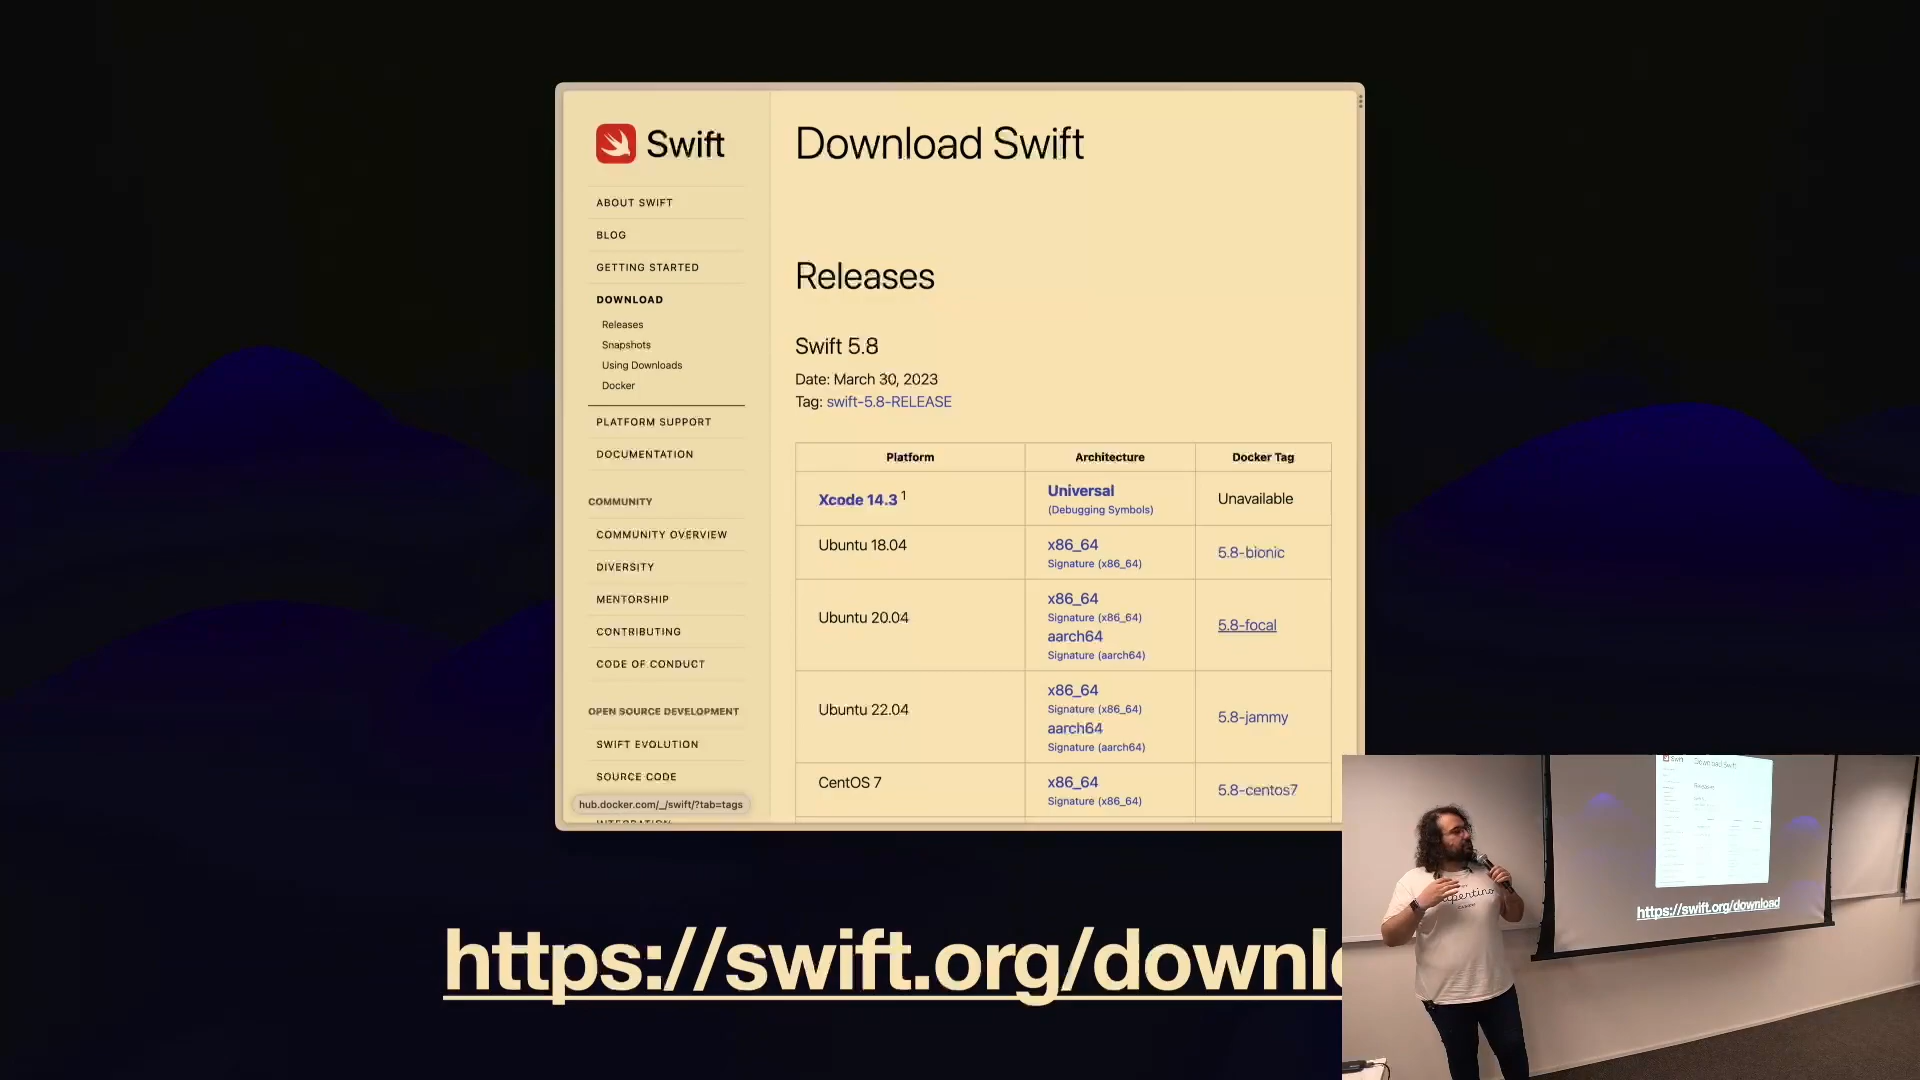 Swift
ABOUT SWIFT
BLOG
GETTING STARTED
DOWNLOAD
Releases
Snapshots
Using Downloads
Docker
PLATFORM SUPPORT
DOCUMENTATION
COMMUNITY
COMMUNITY OVERVIEW
DIVERSITY
MENTORSHIP
CONTRIBUTING
CODE OF CONDUCT
OPEN SOURCE DEVELOPMENT
SWIFT EVOLUTION
SOURCE CODE
hub.docker.com/_/swift/?tab=tags
Download Swift
Releases
Swift 5.8
Date: March 30, 2023
Tag: swift-5.8-RELEASE
Platform Architecture Docker Tag
Xcode 14.3 1 Universal Unavailable
(Debugging Symbols)
Ubuntu 18.04 x86_64 5.8-bionic
Signature (x86_64)
Ubuntu 20.04 x86_64 5.8-focal
Signature (x86_64)
aarch64
Signature (aarch64)
Ubuntu 22.04 x86_64 5.8-jammy
Signature (x86_64)
aarch64
Signature (aarch64)
CentOS 7 x86_64 5.8-centos7
Signature (x86_64)
https://swift.org/downl
Swift
Download Swift
Releases
https://swift.org/download